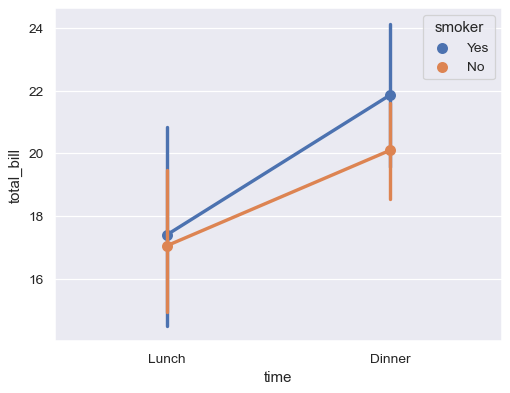 smoker
Yes
No
total_bill
24
22
20
18
16
Lunch
Dinner
time